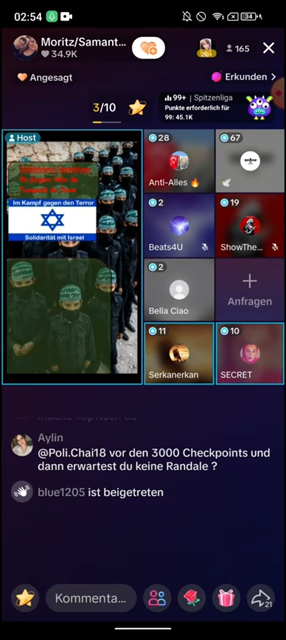 02:54
Moritz/Samant...
34.9K
165
Angesagt
Erkunden >
3/10
99+ | Spitzenliga
Punkte erforderlich für
99: 45.1K
Host
Im Kampf gegen den Terror
Solidarität mit Israel
28
Anti-Alles
67
2
Beats4U
19
ShowThe...
2
Bella Ciao
+
Anfragen
11
Serkanerkan
10
SECRET
Aylin
@Poli.Chai18 vor den 3000 Checkpoints und
dann erwartest du keine Randale ?
blue1205 ist beigetreten
Kommenta...
21